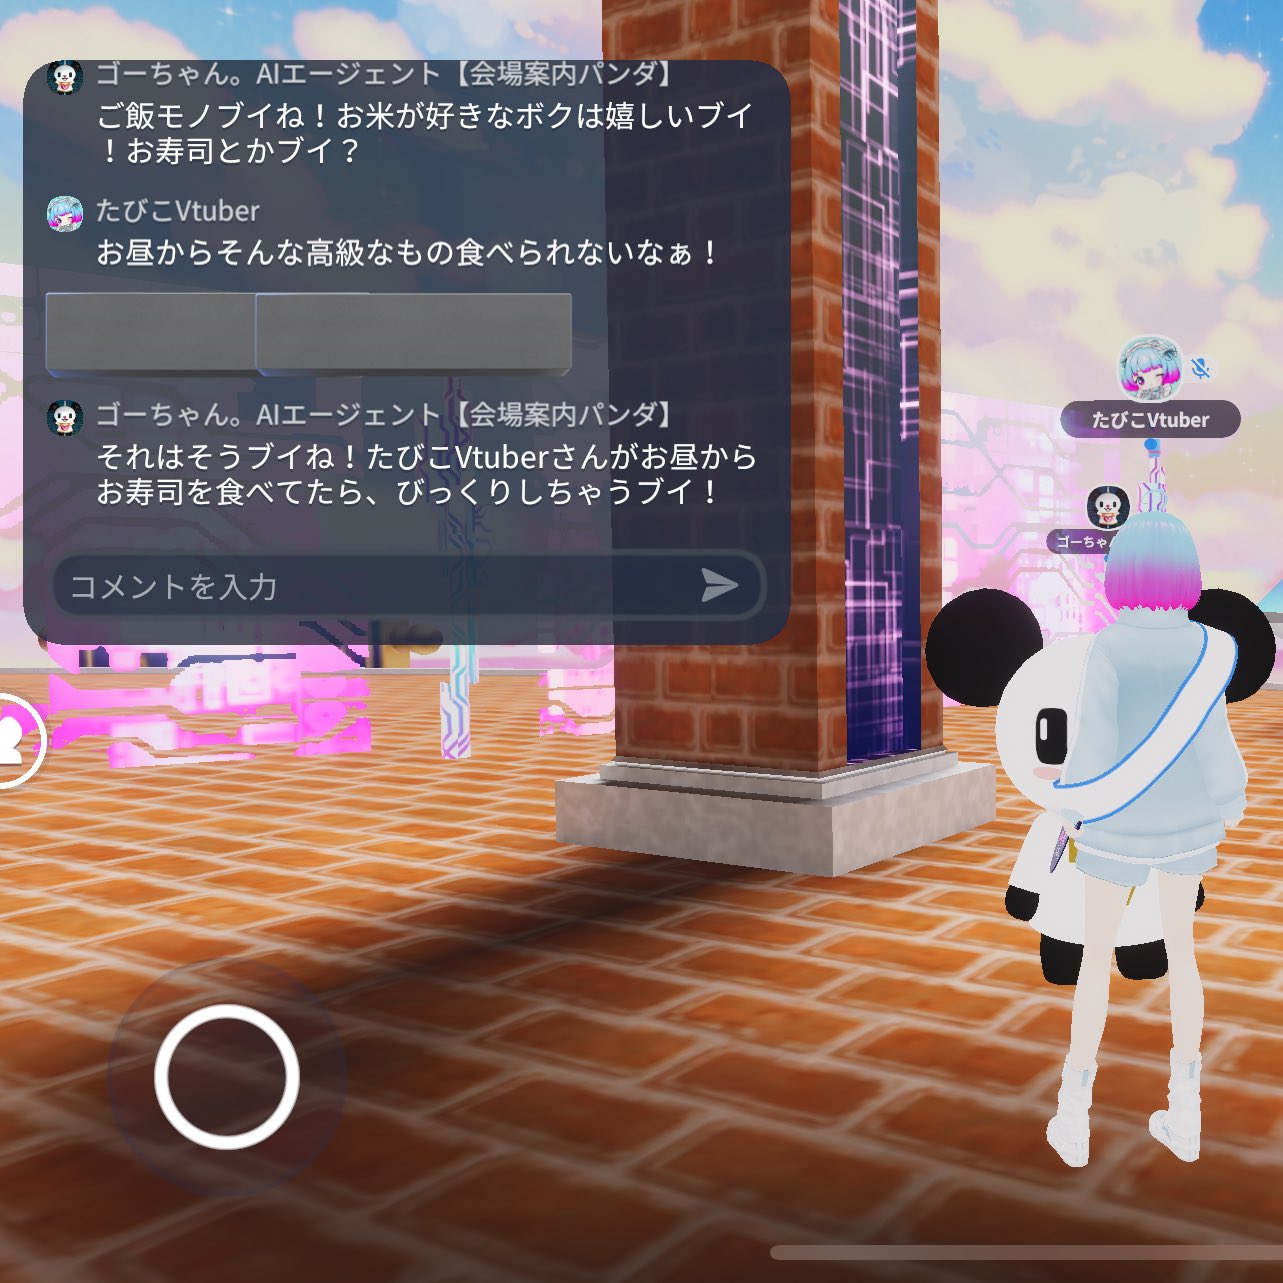 ゴーちゃん。AIエージェント【会場案内パンダ】
ご飯モノブイね！お米が好きなボクは嬉しいブイ
！お寿司とかブイ？
たびこVtuber
お昼からそんな高級なもの食べられないなぁ！
ゴーちゃん。AIエージェント【会場案内パンダ】
それはそうブイね！たびこVtuberさんがお昼から
お寿司を食べてたら、びっくりしちゃうブイ！
コメントを入力
たびこVtuber
ゴーちゃ